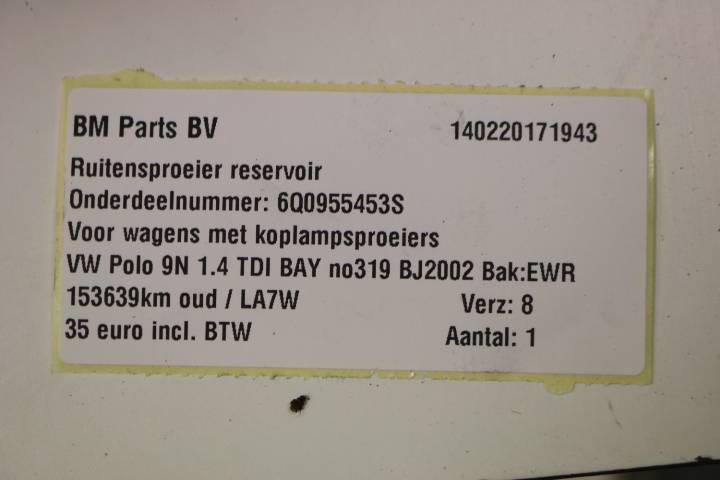 BM Parts BV 140220171943
Ruitensproeier reservoir
Onderdeelnummer: 6Q0955453S
Voor wagens met koplampsproeiers
VW Polo 9N 1.4 TDI BAY no319 BJ2002 Bak:EWR
153639km oud / LA7W Verz: 8
35 euro incl. BTW Aantal: 1